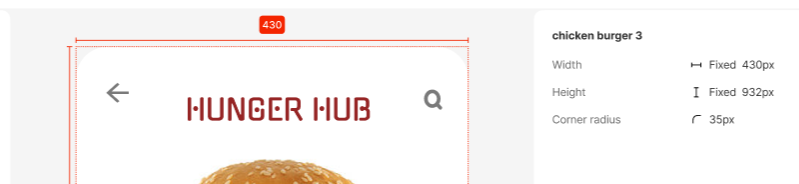 430
HUNGER HUB
chicken burger 3
Width Fixed 430px
Height Fixed 932px
Corner radius 35px